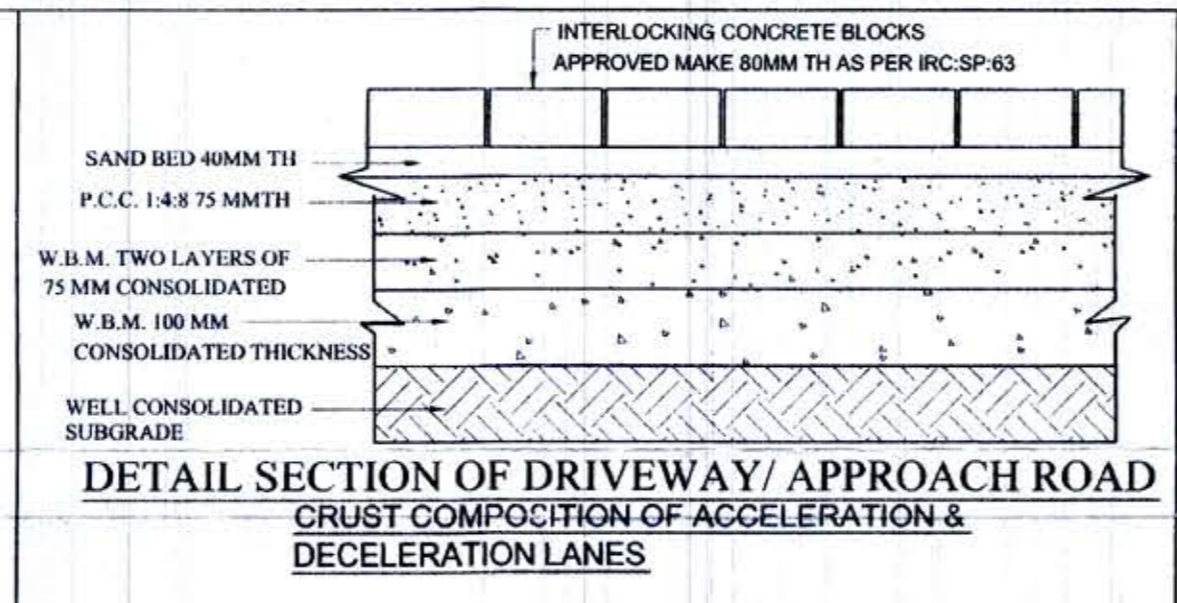 INTERLOCKING CONCRETE BLOCKS
APPROVED MAKE 80MM TH AS PER IRC:SP:63
SAND BED 40MM TH
P.C.C. 1:4:8 75 MMTH
W.B.M. TWO LAYERS OF
75 MM CONSOLIDATED
W.B.M. 100 MM
CONSOLIDATED THICKNESS
WELL CONSOLIDATED
SUBGRADE
DETAIL SECTION OF DRIVEWAY/ APPROACH ROAD
CRUST COMPOSITION OF ACCELERATION &
DECELERATION LANES